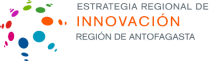 ESTRATEGIA REGIONAL DE
INNOVACIÓN
REGIÓN DE ANTOFAGASTA